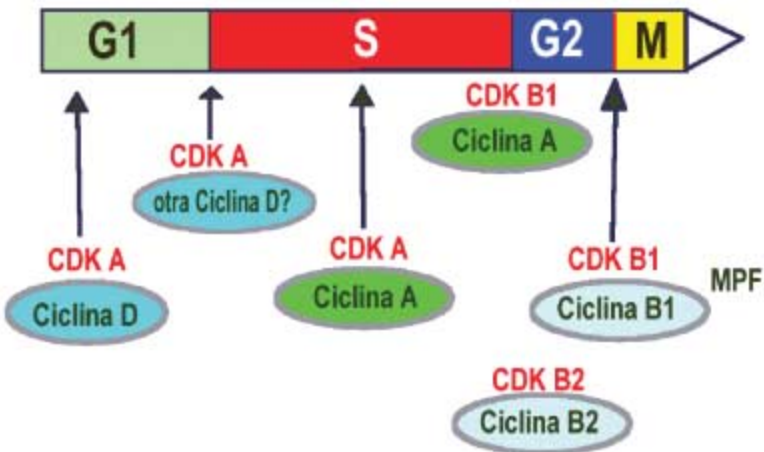 G1 S G2 M
CDK B1
Ciclina A
CDK A
otra Ciclina D?
CDK A
Ciclina D
CDK A
Ciclina A
CDK B1
Ciclina B1
MPF
CDK B2
Ciclina B2